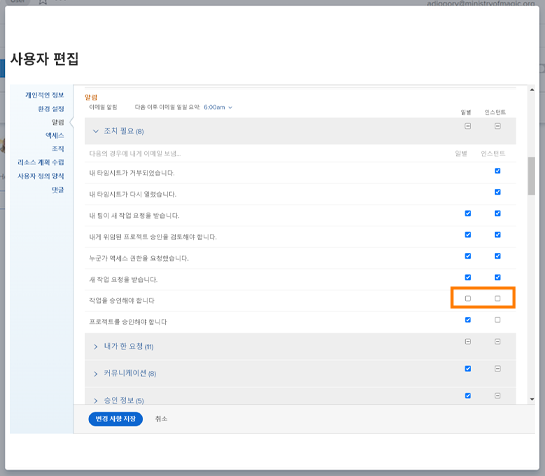 adiggory@ministryofmagic.org
사용자 편집
개인적인 정보
환경 설정
알림
액세스
조직
리소스 계획 수립
사용자 정의 양식
댓글
알림
이메일 알림 다음 이후 이메일 일일 요약 6:00am
일별 인스턴트
조치 필요 (8)
다음의 경우에 내게 이메일 보냄... 일별 인스턴트
내 타임시트가 거부되었습니다.
내 타임시트가 다시 열렸습니다.
내 팀이 새 작업 요청을 받습니다.
내게 위임된 프로젝트 승인을 검토해야 합니다.
누군가 액세스 권한을 요청했습니다.
새 작업 요청을 받습니다.
작업을 승인해야 합니다
프로젝트를 승인해야 합니다
내가 한 요청 (11)
커뮤니케이션 (8)
승인 정보 (5)
변경 사항 저장 취소